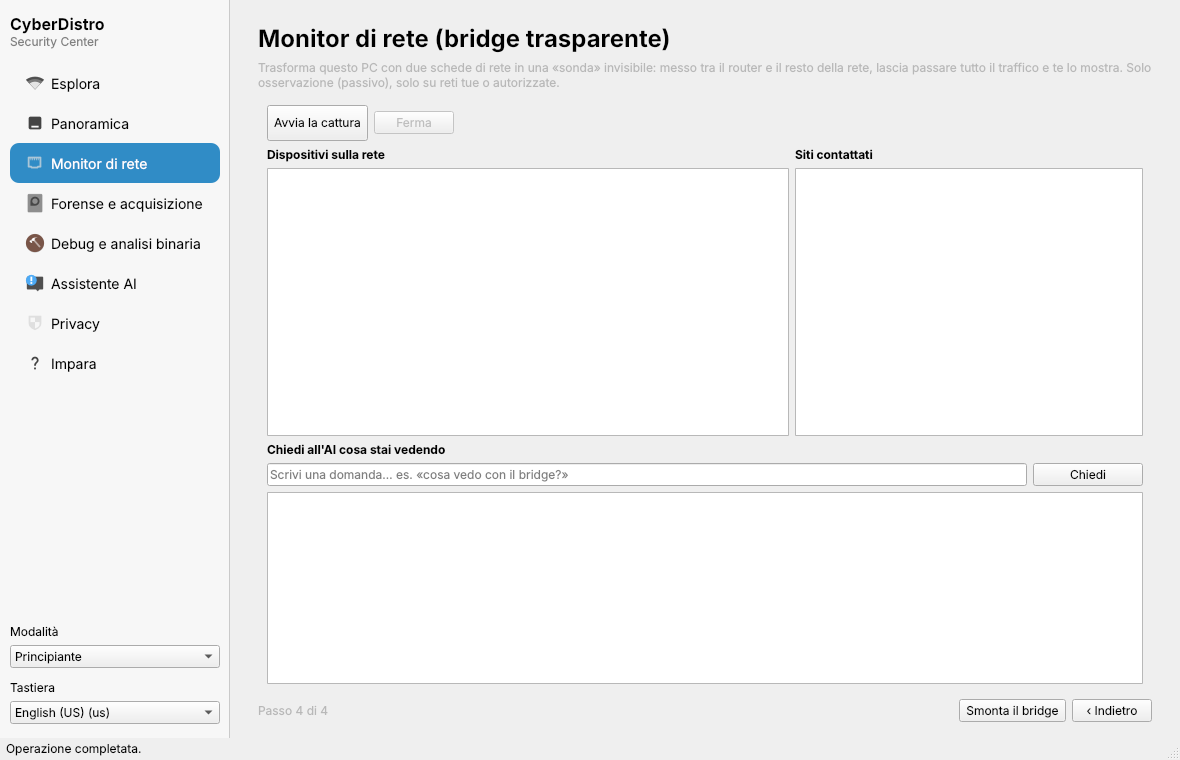 CyberDistro
Security Center
Esplora
Panoramica
Monitor di rete
Forense e acquisizione
Debug e analisi binaria
Assistente AI
Privacy
? Impara
Modalità
Principiante
Tastiera
English (US) (us)
Operazione completata.
Monitor di rete (bridge trasparente)
Trasforma questo PC con due schede di rete in una «sonda» invisibile: messo tra il router e il resto della rete, lascia passare tutto il traffico e te lo mostra. Solo
osservazione (passivo), solo su reti tue o autorizzate.
Avvia la cattura
Ferma
Dispositivi sulla rete
Siti contattati
Chiedi all'AI cosa stai vedendo
Scrivi una domanda... es. «cosa vedo con il bridge?»
Chiedi
Passo 4 di 4
Smonta il bridge
‹ Indietro